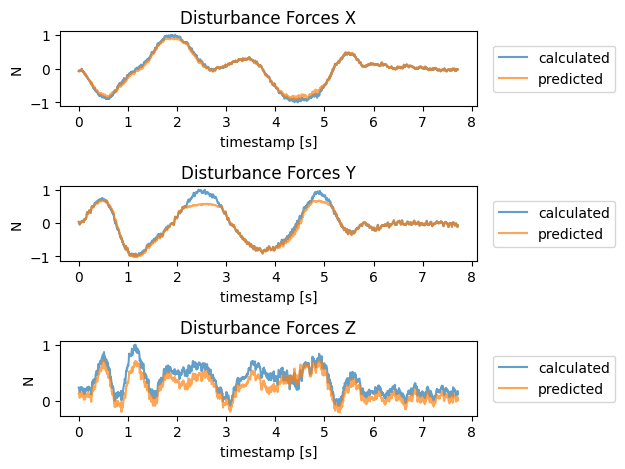 Disturbance Forces X
1
0
−1
N
0 1 2 3 4 5 6 7 8
timestamp [s]
calculated
predicted
Disturbance Forces Y
1
0
−1
N
0 1 2 3 4 5 6 7 8
timestamp [s]
calculated
predicted
Disturbance Forces Z
1
0
N
0 1 2 3 4 5 6 7 8
timestamp [s]
calculated
predicted